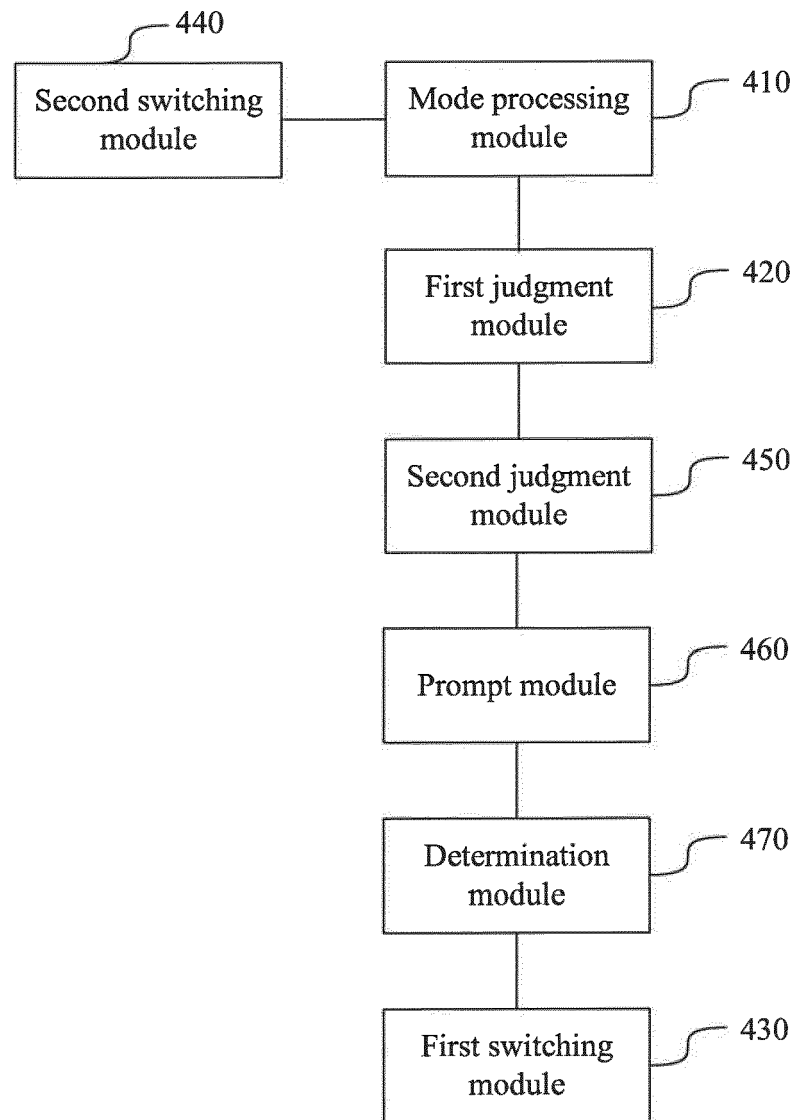 440
Second switching
module
Mode processing
module
410
First judgment
module
420
Second judgment
module
450
Prompt module
460
Determination
module
470
First switching
module
430